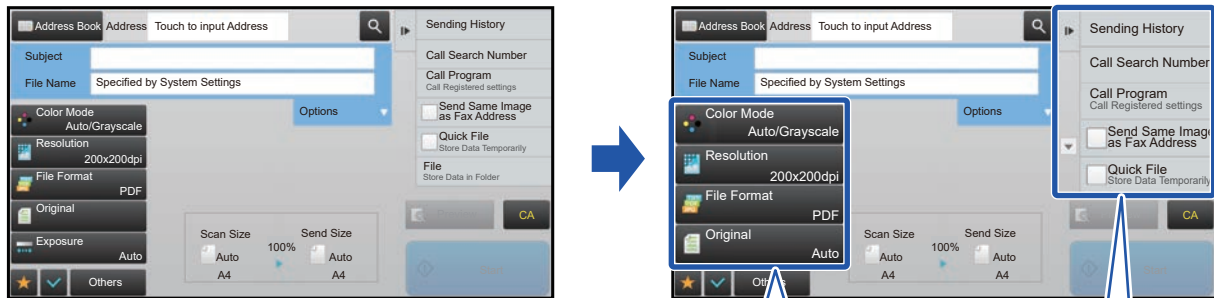 Address Book Address Touch to input Address
Subject
File Name Specified by System Settings
Options
Color Mode
Auto/Grayscale
Resolution
200x200dpi
File Format
PDF
Original
Exposure
Auto
Others
Scan Size
Auto
A4
100%
Send Size
Auto
A4
Sending History
Call Search Number
Call Program
Call Registered settings
Send Same Image
as Fax Address
Quick File
Store Data Temporarily
File
Store Data in Folder
CA
Address Book Address Touch to input Address
Subject
File Name Specified by System Settings
Options
Color Mode
Auto/Grayscale
Resolution
200x200dpi
File Format
PDF
Original
Auto
Others
Scan Size
Auto
A4
100%
Send Size
Auto
A4
Sending History
Call Search Number
Call Program
Call Registered settings
Send Same Imag
as Fax Address
Quick File
Store Data Temporarily
CA